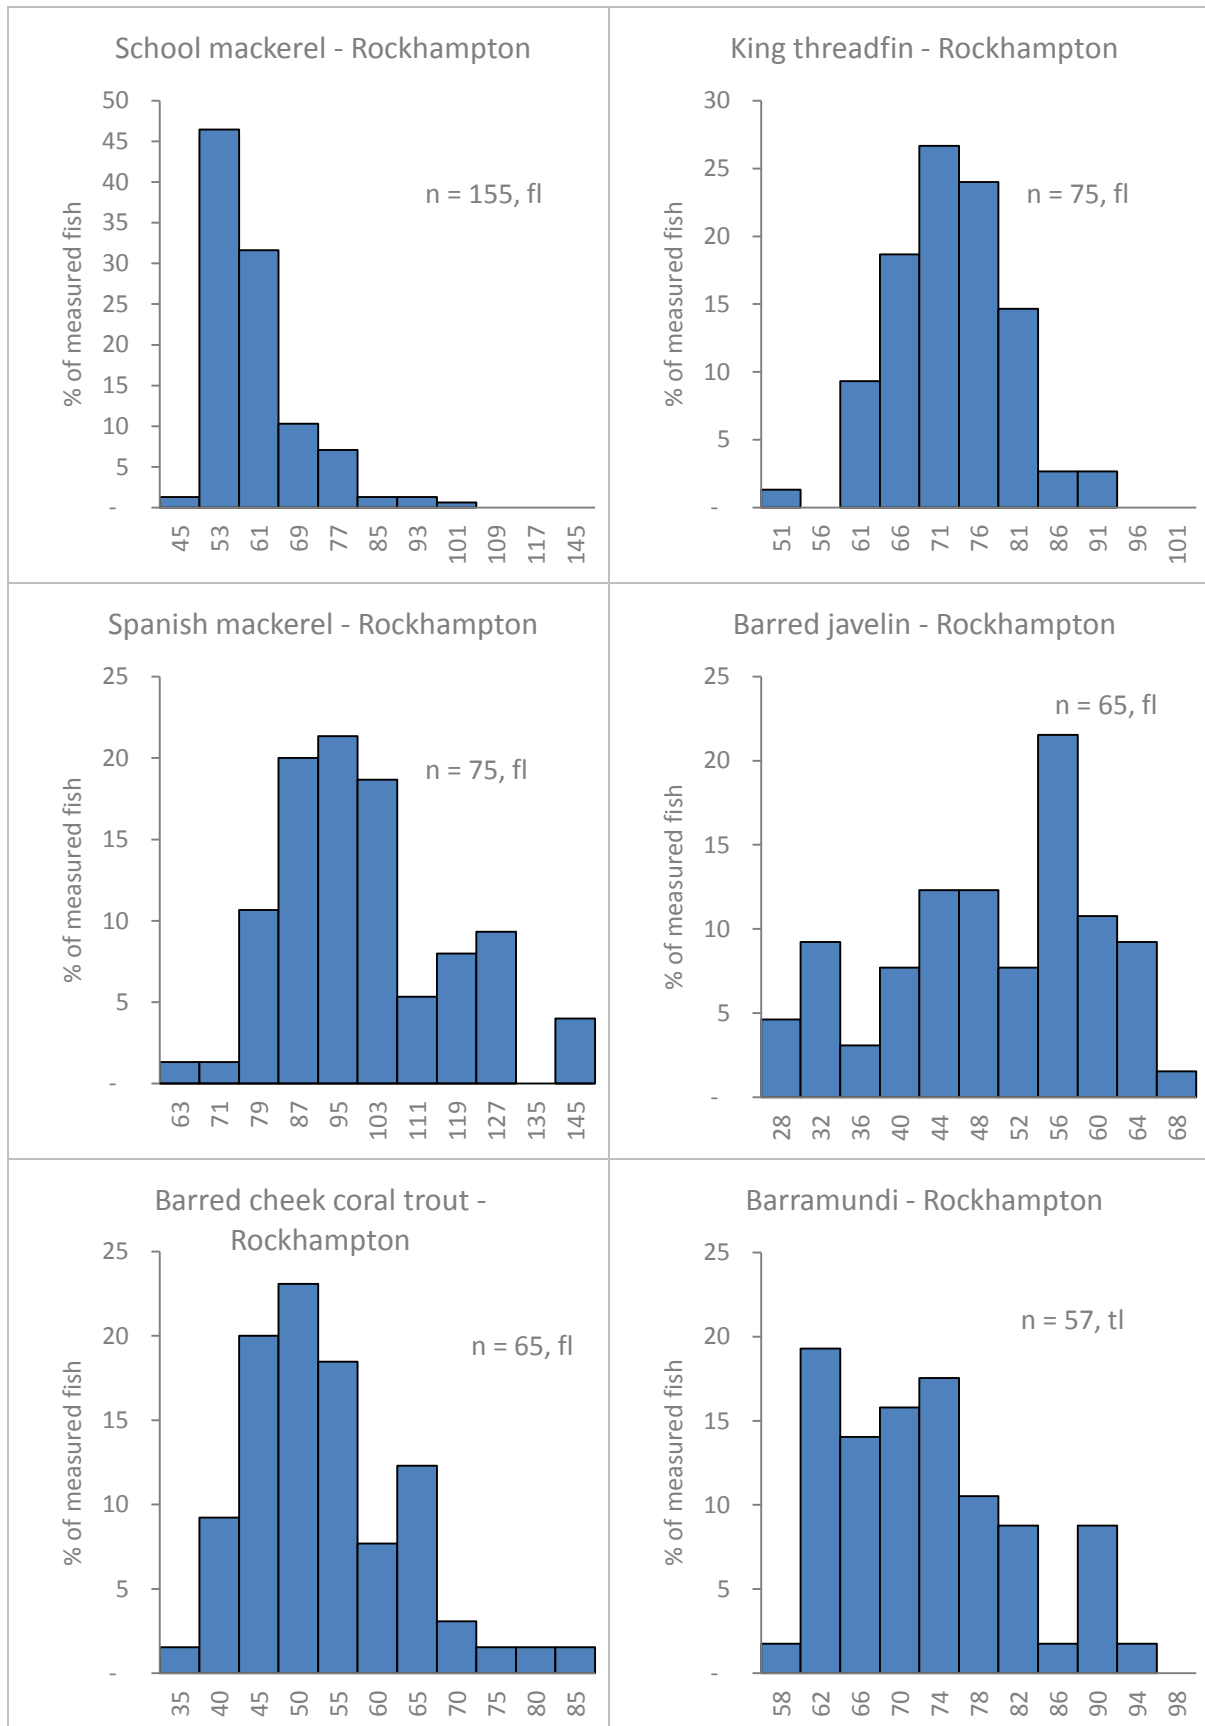 School mackerel - Rockhampton
50
45
40
35
30
25
20
15
10
5
-
% of measured fish
n = 155, fl
45 53 61 69 77 85 93 101 109 117 145
King threadfin - Rockhampton
30
25
20
15
10
5
-
% of measured fish
n = 75, fl
51 56 61 66 71 76 81 86 91 96 101
Spanish mackerel - Rockhampton
25
20
15
10
5
-
% of measured fish
n = 75, fl
63 71 79 87 95 103 111 119 127 135 145
Barred javelin - Rockhampton
25
20
15
10
5
-
% of measured fish
n = 65, fl
28 32 36 40 44 48 52 56 60 64 68
Barred cheek coral trout -
Rockhampton
25
20
15
10
5
-
% of measured fish
n = 65, fl
35 40 45 50 55 60 65 70 75 80 85
Barramundi - Rockhampton
25
20
15
10
5
-
% of measured fish
n = 57, tl
58 62 66 70 74 78 82 86 90 94 98